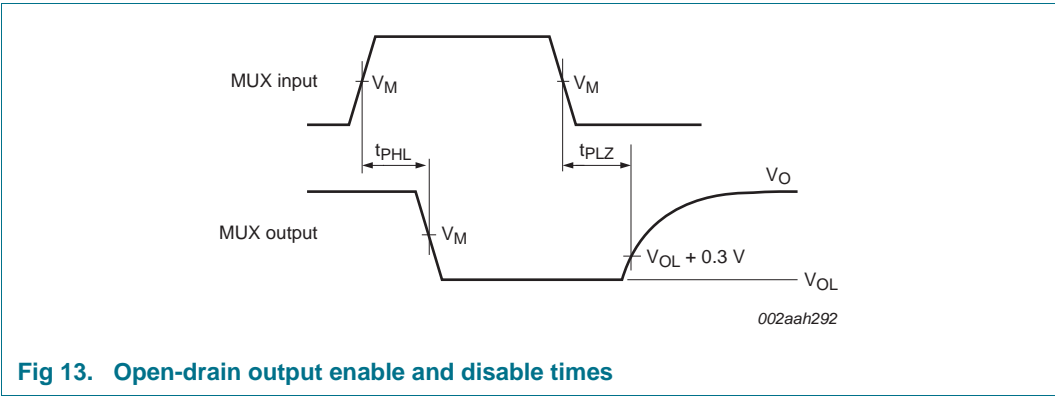 MUX input
VM
VM
tPHL
tPLZ
VO
MUX output
VM
VOL + 0.3 V
VOL
002aah292
Fig 13. Open-drain output enable and disable times